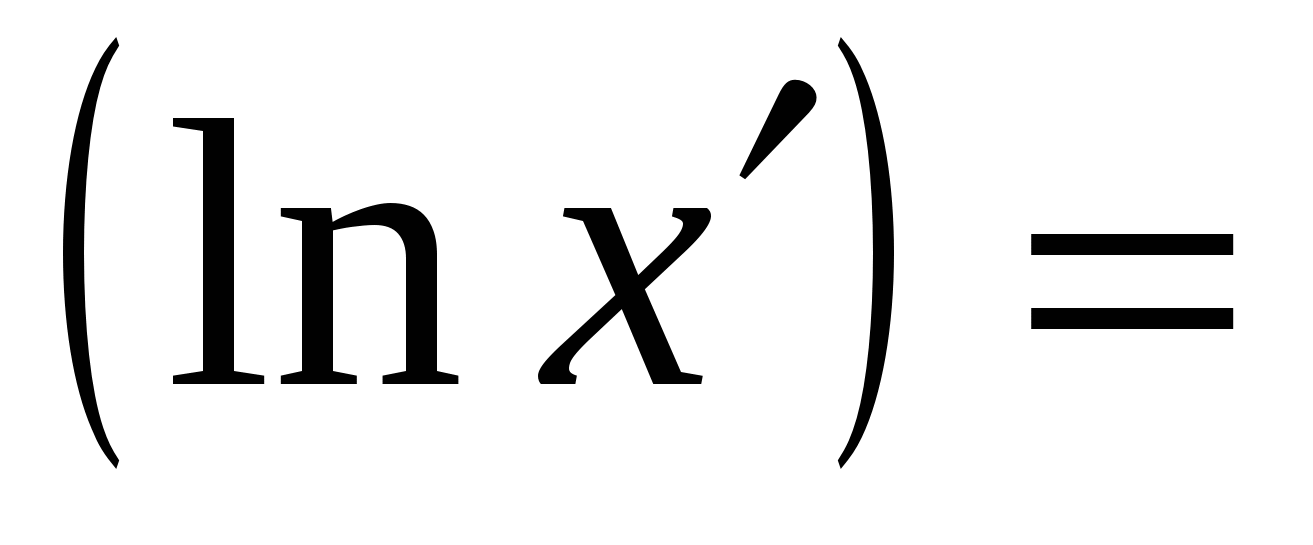 (ln x′) =